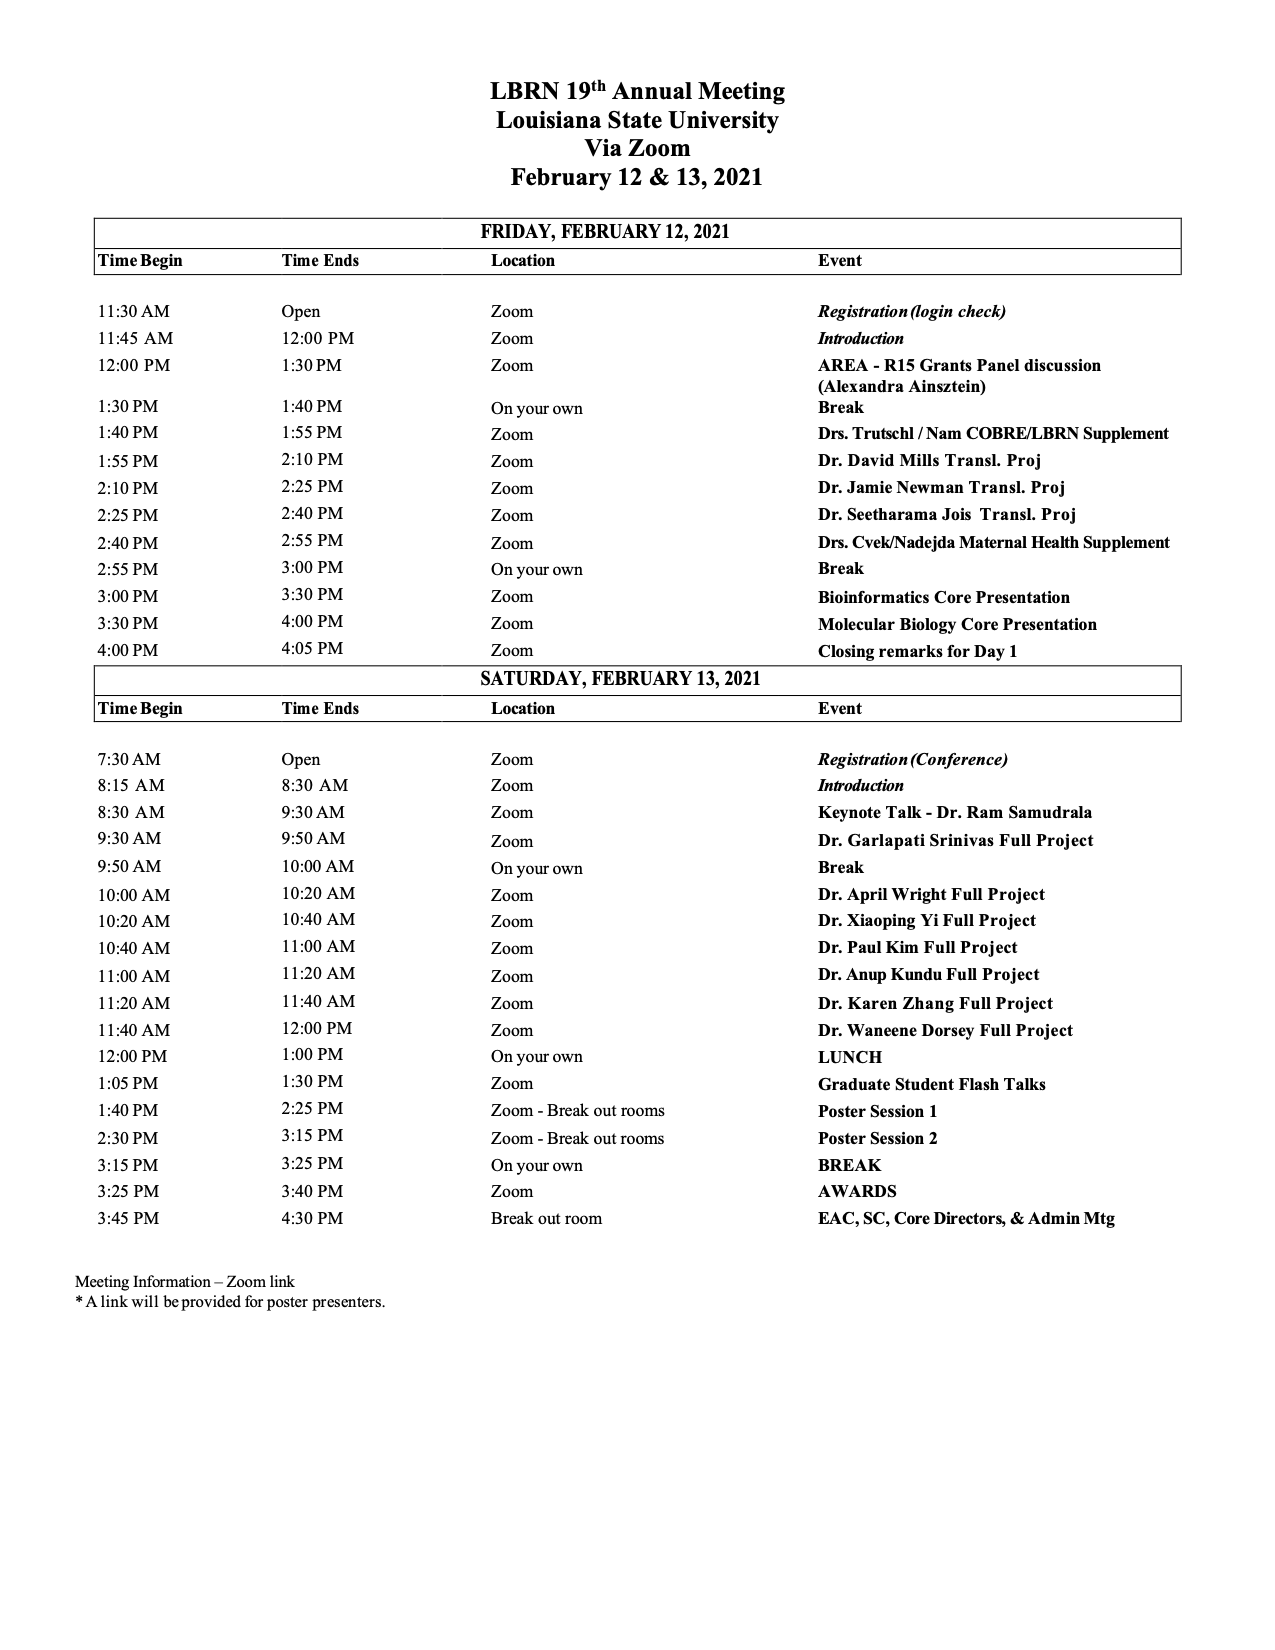 LBRN 19th Annual Meeting
Louisiana State University
Via Zoom
February 12 & 13, 2021
FRIDAY, FEBRUARY 12, 2021
Time Begin Time Ends Location Event
11:30 AM Open Zoom Registration (login check)
11:45 AM 12:00 PM Zoom Introduction
12:00 PM 1:30 PM Zoom AREA - R15 Grants Panel discussion
(Alexandra Ainsztein)
1:30 PM 1:40 PM On your own Break
1:40 PM 1:55 PM Zoom Drs. Trutschl / Nam COBRE/LBRN Supplement
1:55 PM 2:10 PM Zoom Dr. David Mills Transl. Proj
2:10 PM 2:25 PM Zoom Dr. Jamie Newman Transl. Proj
2:25 PM 2:40 PM Zoom Dr. Seetharama Jois Transl. Proj
2:40 PM 2:55 PM Zoom Drs. Cvek/Nadejda Maternal Health Supplement
2:55 PM 3:00 PM On your own Break
3:00 PM 3:30 PM Zoom Bioinformatics Core Presentation
3:30 PM 4:00 PM Zoom Molecular Biology Core Presentation
4:00 PM 4:05 PM Zoom Closing remarks for Day 1
SATURDAY, FEBRUARY 13, 2021
Time Begin Time Ends Location Event
7:30 AM Open Zoom Registration (Conference)
8:15 AM 8:30 AM Zoom Introduction
8:30 AM 9:30 AM Zoom Keynote Talk - Dr. Ram Samudrala
9:30 AM 9:50 AM Zoom Dr. Garlapati Srinivas Full Project
9:50 AM 10:00 AM On your own Break
10:00 AM 10:20 AM Zoom Dr. April Wright Full Project
10:20 AM 10:40 AM Zoom Dr. Xiaoping Yi Full Project
10:40 AM 11:00 AM Zoom Dr. Paul Kim Full Project
11:00 AM 11:20 AM Zoom Dr. Anup Kundu Full Project
11:20 AM 11:40 AM Zoom Dr. Karen Zhang Full Project
11:40 AM 12:00 PM Zoom Dr. Waneene Dorsey Full Project
12:00 PM 1:00 PM On your own LUNCH
1:05 PM 1:30 PM Zoom Graduate Student Flash Talks
1:40 PM 2:25 PM Zoom - Break out rooms Poster Session 1
2:30 PM 3:15 PM Zoom - Break out rooms Poster Session 2
3:15 PM 3:25 PM On your own BREAK
3:25 PM 3:40 PM Zoom AWARDS
3:45 PM 4:30 PM Break out room EAC, SC, Core Directors, & Admin Mtg
Meeting Information – Zoom link
* A link will be provided for poster presenters.